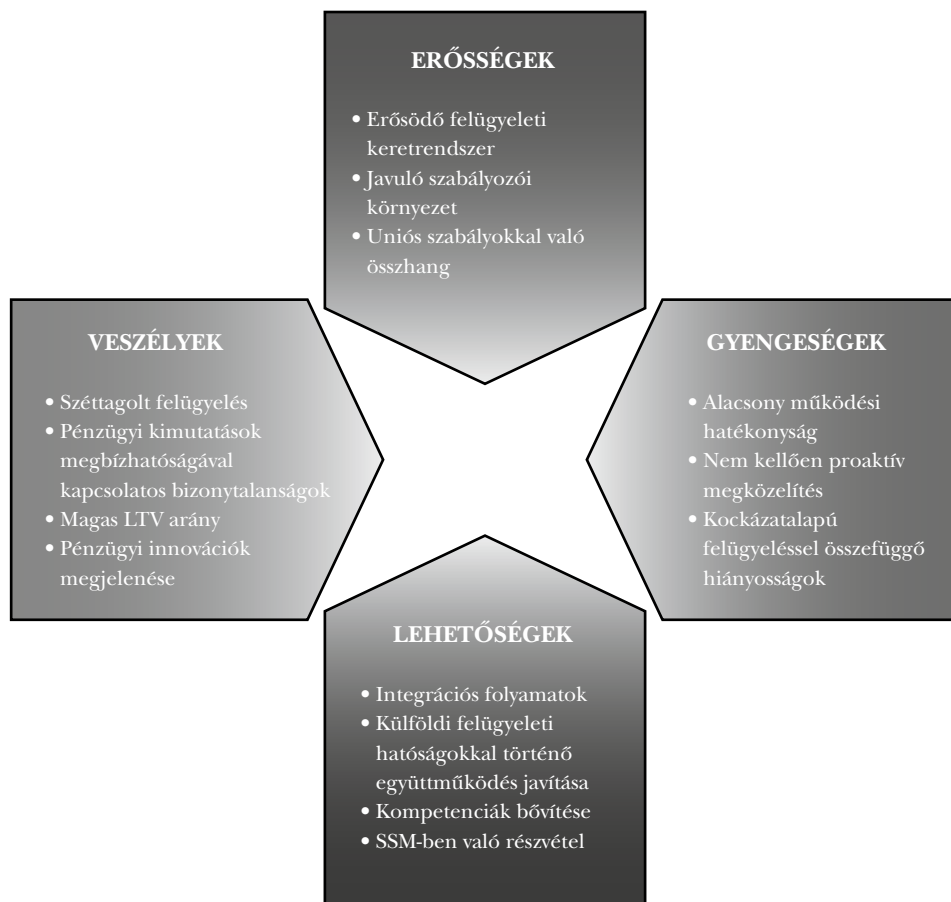 ERŐSSÉGEK
• Erősödő felügyeleti
keretrendszer
• Javuló szabályozói
környezet
• Uniós szabályokkal való
összhang
VESZÉLYEK
• Széttagolt felügyelés
• Pénzügyi kimutatások
megbízhatóságával
kapcsolatos bizonytalanságok
• Magas LTV arány
• Pénzügyi innovációk
megjelenése
GYENGESÉGEK
• Alacsony működési
hatékonyság
• Nem kellően proaktív
megközelítés
• Kockázatalapú
felügyeléssel összefüggő
hiányosságok
LEHETŐSÉGEK
• Integrációs folyamatok
• Külföldi felügyeleti
hatóságokkal történő
együttműködés javítása
• Kompetenciák bővítése
• SSM-ben való részvétel